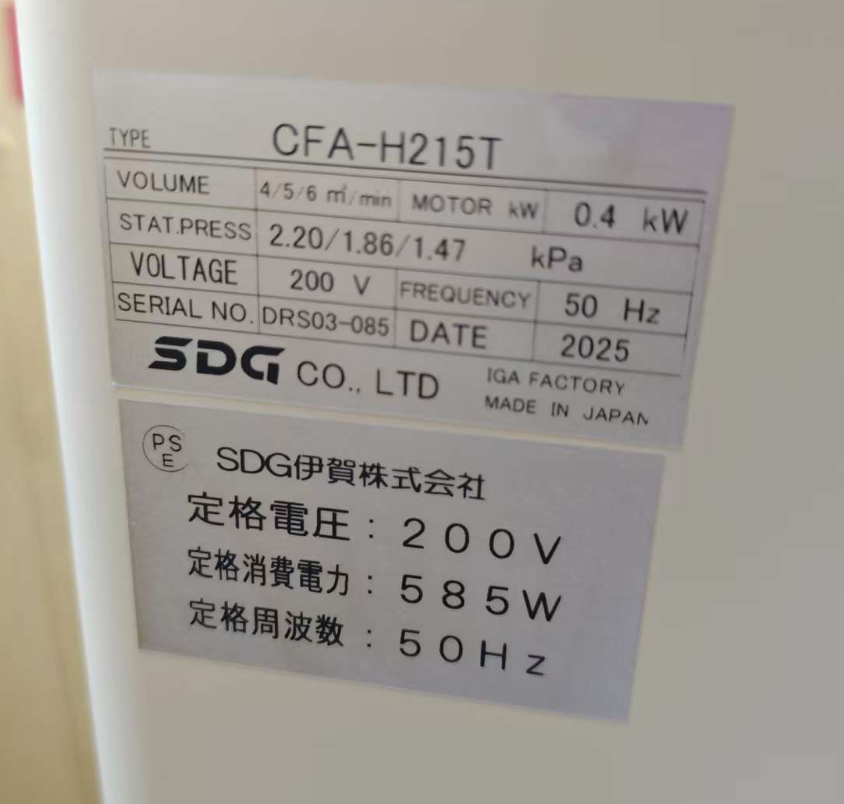 TYPE CFA-H215T
VOLUME 4/5/6 m³/min MOTOR kW 0.4 kW
STAT.PRESS 2.20/1.86/1.47 kPa
VOLTAGE 200 V FREQUENCY 50 Hz
SERIAL NO. DRS03-085 DATE 2025
SDG CO., LTD IGA FACTORY
MADE IN JAPAN
PS
E
SDG伊賀株式会社
定格電圧:200V
定格消費電力:585W
定格周波数:50Hz